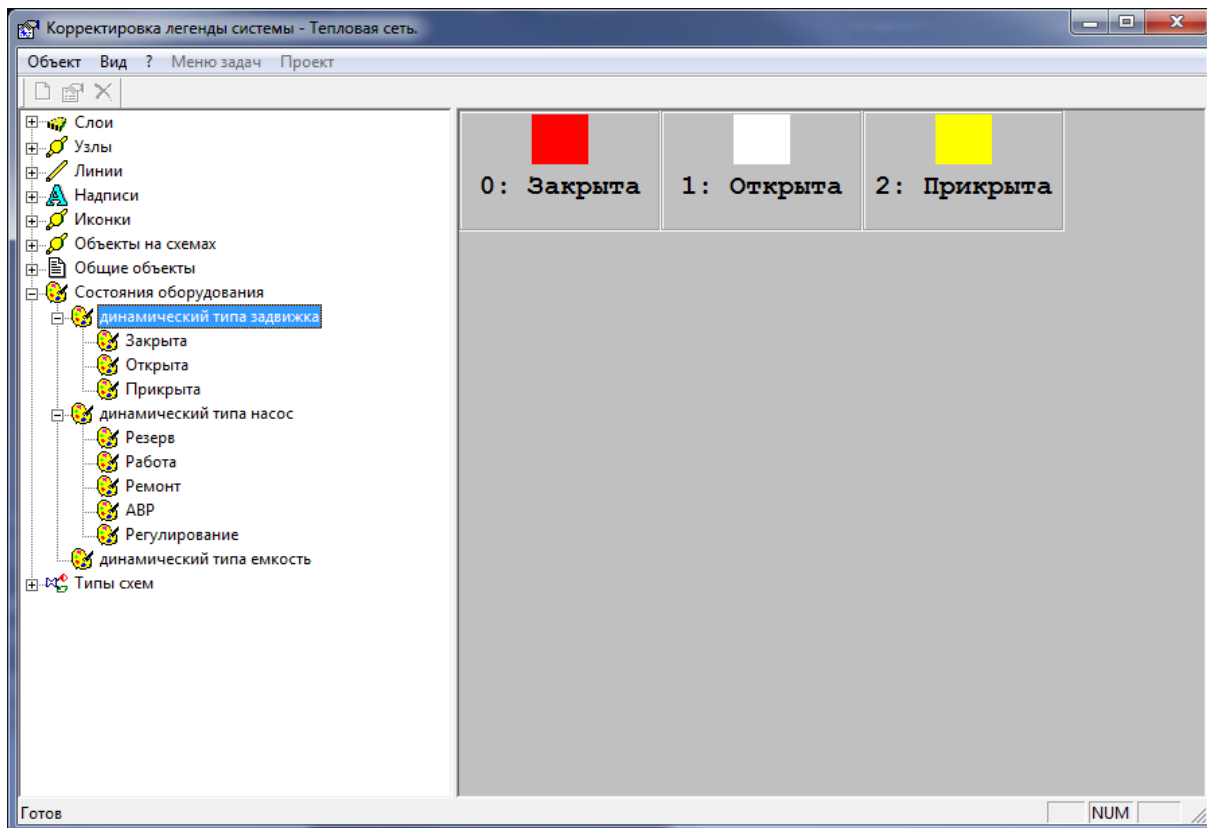 Корректировка легенды системы - Тепловая сеть.
Объект Вид ? Меню задач Проект
Слои
Узлы
Линии
Надписи
Иконки
Объекты на схемах
Общие объекты
Состояния оборудования
динамический типа задвижка
Закрыта
Открыта
Прикрыта
динамический типа насос
Резерв
Работа
Ремонт
АВР
Регулирование
динамический типа емкость
Типы схем
0: Закрыта 1: Открыта 2: Прикрыта
Готов NUM